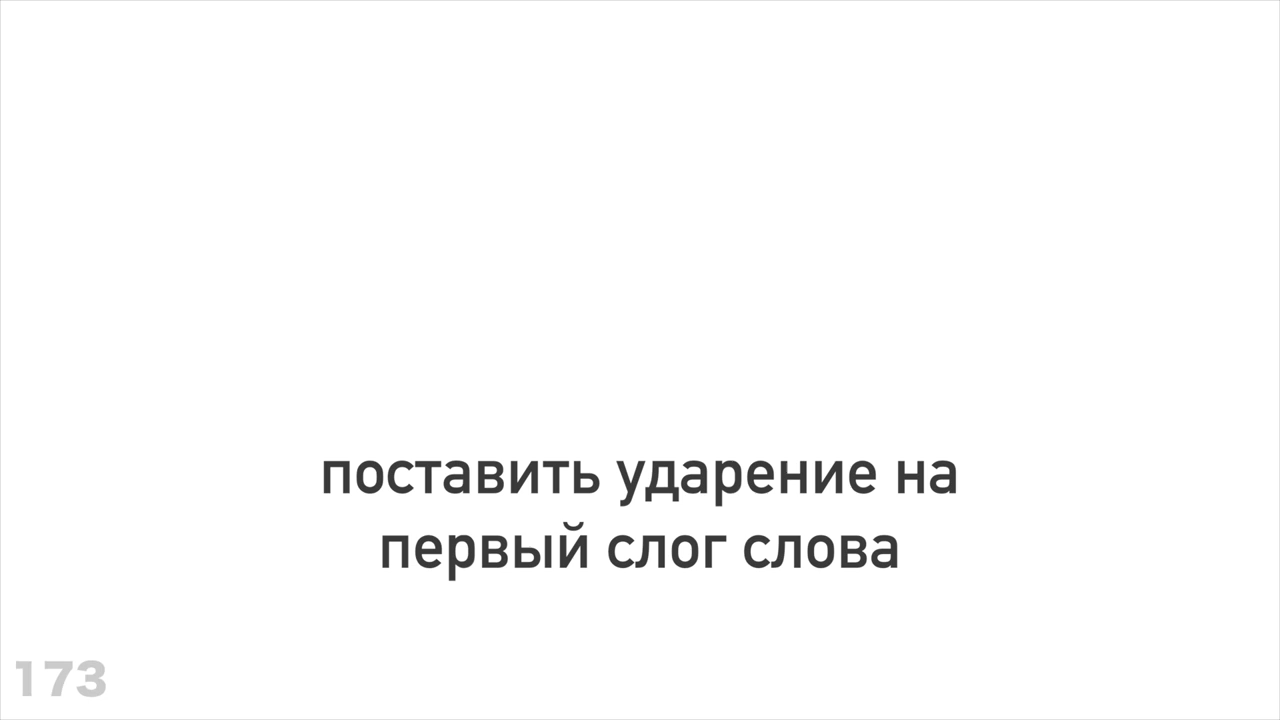 поставить ударение на
первый слог слова
173